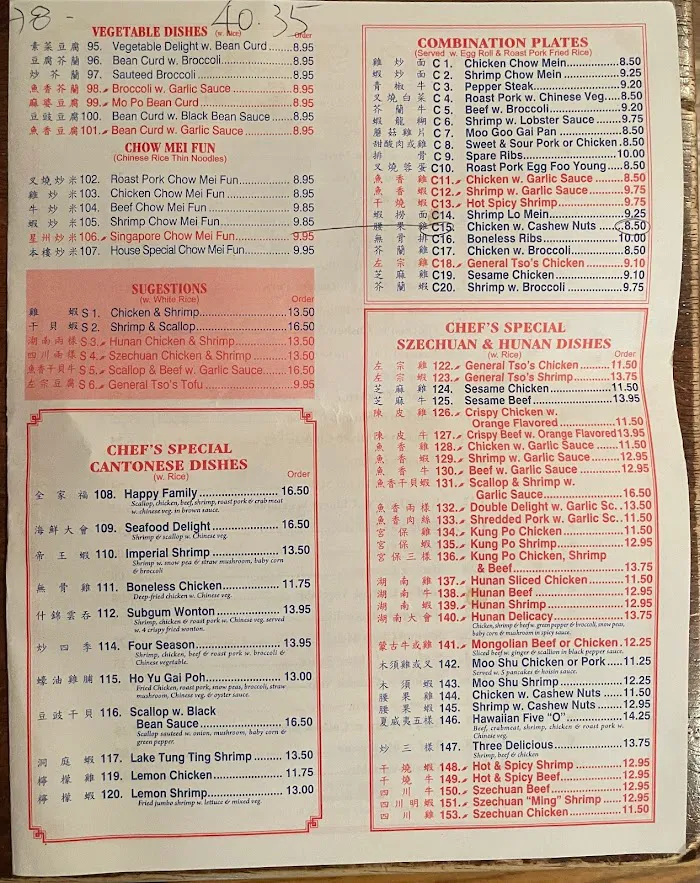 98-
40.35
VEGETABLE DISHES (w. Rice) Order
素菜豆腐 95. Vegetable Delight w. Bean Curd 8.95
豆腐芥蘭 96. Bean Curd w. Broccoli 8.95
炒芥蘭 97. Sauteed Broccoli 8.95
魚香芥蘭 98. Broccoli w. Garlic Sauce 8.95
麻婆豆腐 99. Mo Po Bean Curd 8.95
豆豉豆腐 100. Bean Curd w. Black Bean Sauce 8.95
魚香豆腐 101. Bean Curd w. Garlic Sauce 8.95
CHOW MEI FUN
(Chinese Rice Thin Noodles)
叉燒炒米 102. Roast Pork Chow Mei Fun 8.95
雞炒米 103. Chicken Chow Mei Fun 8.95
牛炒米 104. Beef Chow Mei Fun 9.85
蝦炒米 105. Shrimp Chow Mei Fun 9.85
星州炒米 106. Singapore Chow Mei Fun 9.95
本樓炒米 107. House Special Chow Mei Fun 9.95
SUGESTIONS
(w. White Rice) Order
雞蝦 S 1. Chicken & Shrimp 13.50
干貝蝦 S 2. Shrimp & Scallop 16.50
湖南兩樣 S 3. Hunan Chicken & Shrimp 13.50
四川兩樣 S 4. Szechuan Chicken & Shrimp 13.50
魚香干貝牛 S 5. Scallop & Beef w. Garlic Sauce 16.50
左宗豆腐 S 6. General Tso's Tofu 9.95
CHEF'S SPECIAL
CANTONESE DISHES
(w. Rice) Order
全家福 108. Happy Family 16.50
Scallop, chicken, beef, shrimp, roast pork & crab meat
w. chinese veg. in brown sauce.
海鮮大會 109. Seafood Delight 16.50
Shrimp & scallop w. Chinese veg.
帝王蝦 110. Imperial Shrimp 13.50
Shrimp w. snow pea & straw mushroom, baby corn
& broccoli
無骨雞 111. Boneless Chicken 11.75
Deep-fried chicken w. Chinese veg.
什錦雲吞 112. Subgum Wonton 13.95
Shrimp, chicken & roast pork w. Chinese veg. served
w. 4 crispy fried wonton.
炒四季 114. Four Season 13.95
Shrimp, chicken, beef & roast pork w. broccoli &
Chinese vegetable.
蠔油雞脯 115. Ho Yu Gai Poh 13.00
Fried Chicken, roast pork, snow peas, broccoli, straw
mushroom, Chinese veg. & oyster sauce.
豆豉干貝 116. Scallop w. Black
Bean Sauce 16.50
Scallop sauteed w. onion, mushroom, baby corn &
green pepper.
洞庭蝦 117. Lake Tung Ting Shrimp 13.50
檸檬雞 119. Lemon Chicken 11.75
檸檬蝦 120. Lemon Shrimp 13.00
Fried jumbo shrimp w. lettuce & mixed veg.
COMBINATION PLATES
(Served w. Egg Roll & Roast Pork Fried Rice)
雞炒面 C 1. Chicken Chow Mein 8.50
蝦炒面 C 2. Shrimp Chow Mein 9.25
青椒牛 C 3. Pepper Steak 9.20
叉燒白菜 C 4. Roast Pork w. Chinese Veg. 8.50
芥蘭牛 C 5. Beef w. Broccoli 9.20
蝦龍糊 C 6. Shrimp w. Lobster Sauce 9.75
蘑菇雞片 C 7. Moo Goo Gai Pan 8.50
甜酸肉或雞 C 8. Sweet & Sour Pork or Chicken 8.50
排骨 C 9. Spare Ribs 10.00
叉燒蓉蛋 C10. Roast Pork Egg Foo Young 8.50
魚香雞 C11. Chicken w. Garlic Sauce 8.50
魚香蝦 C12. Shrimp w. Garlic Sauce 9.75
干燒蝦 C13. Hot Spicy Shrimp 9.75
蝦撈面 C14. Shrimp Lo Mein 9.25
腰果雞 C15. Chicken w. Cashew Nuts 8.50
無骨排 C16. Boneless Ribs 10.00
芥蘭雞 C17. Chicken w. Broccoli 8.50
左宗雞 C18. General Tso's Chicken 9.10
芝麻雞 C19. Sesame Chicken 9.10
芥蘭蝦 C20. Shrimp w. Broccoli 9.75
CHEF'S SPECIAL
SZECHUAN & HUNAN DISHES
(w. Rice) Order
左宗雞 122. General Tso's Chicken 11.50
左宗蝦 123. General Tso's Shrimp 13.75
芝麻雞 124. Sesame Chicken 11.50
芝麻牛 125. Sesame Beef 13.95
陳皮雞 126. Crispy Chicken w.
Orange Flavored 11.50
陳皮牛 127. Crispy Beef w. Orange Flavored 13.95
魚香雞 128. Chicken w. Garlic Sauce 11.50
魚香蝦 129. Shrimp w. Garlic Sauce 12.95
魚香牛 130. Beef w. Garlic Sauce 12.95
魚香干貝蝦 131. Scallop & Shrimp w.
Garlic Sauce 16.50
魚香兩樣 132. Double Delight w. Garlic Sc. 13.50
魚香肉絲 133. Shredded Pork w. Garlic Sc. 11.50
宮保雞 134. Kung Po Chicken 11.50
宮保蝦 135. Kung Po Shrimp 12.95
宮保三樣 136. Kung Po Chicken, Shrimp
& Beef 13.75
湖南雞 137. Hunan Sliced Chicken 11.50
湖南牛 138. Hunan Beef 12.95
湖南蝦 139. Hunan Shrimp 12.95
湖南大會 140. Hunan Delicacy 13.75
Chicken, shrimp & beef w. green pepper & broccoli, snow peas,
baby corn & mushroom in spicy sauce.
蒙古牛或雞 141. Mongolian Beef or Chicken 12.25
Sliced beef w. ginger & scallion in black pepper sauce.
木須雞或叉 142. Moo Shu Chicken or Pork 11.25
Served w. 5 pancakes & hoisin sauce.
木須蝦 143. Moo Shu Shrimp 12.25
腰果雞 144. Chicken w. Cashew Nuts 11.50
腰果蝦 145. Shrimp w. Cashew Nuts 12.95
夏威夷五樣 146. Hawaiian Five "O" 14.25
Beef, crabmeat, shrimp, chicken & roast pork w.
Chinese veg.
炒三樣 147. Three Delicious 13.75
Shrimp, beef & chicken
干燒蝦 148. Hot & Spicy Shrimp 12.95
干燒牛 149. Hot & Spicy Beef 12.95
四川牛 150. Szechuan Beef 12.95
四川明蝦 151. Szechuan "Ming" Shrimp 12.95
四川雞 153. Szechuan Chicken 11.50